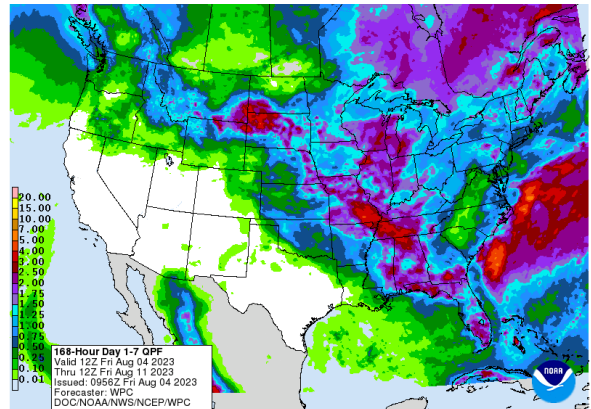 20.00
15.00
10.00
7.00
5.00
4.00
3.00
2.50
2.00
1.75
1.50
1.25
1.00
0.75
0.50
0.25
0.10
0.01
168-Hour Day 1-7 QPF
Valid 12Z Fri Aug 04 2023
Thru 12Z Fri Aug 11 2023
Issued: 0956Z Fri Aug 04 2023
Forecaster: WPC
DOC/NOAA/NWS/NCEP/WPC
NOAA